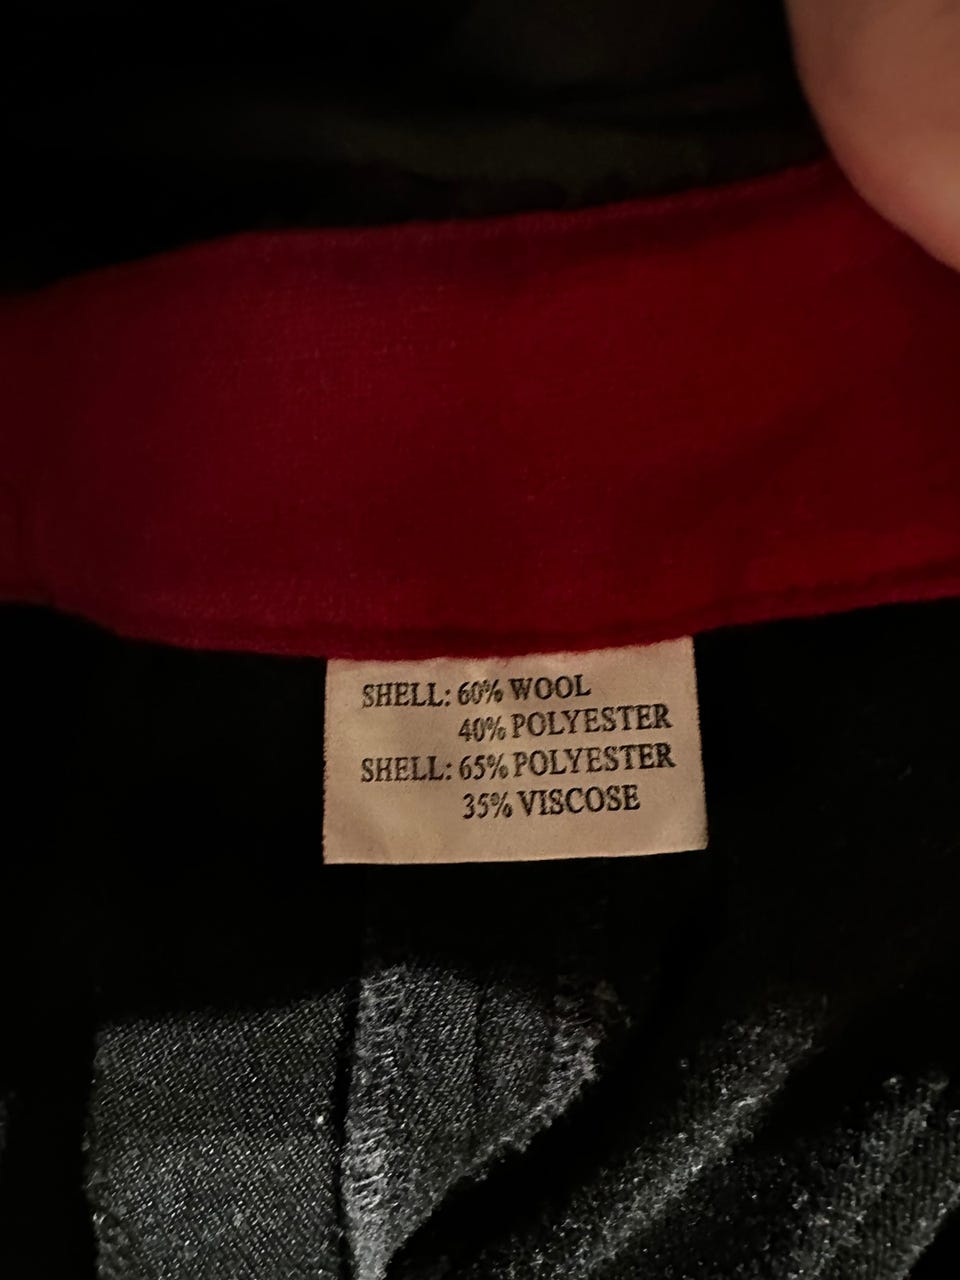 SHELL: 60% WOOL
40% POLYESTER
SHELL: 65% POLYESTER
35% VISCOSE